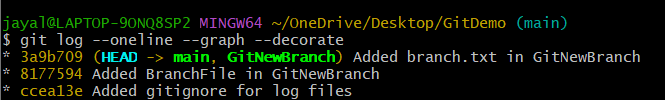 jayal@LAPTOP-9ONQ8SP2 MINGW64 ~/OneDrive/Desktop/GitDemo (main)
$ git log --oneline --graph --decorate
* 3a9b709 (HEAD -> main, GitNewBranch) Added branch.txt in GitNewBranch
* 8177594 Added BranchFile in GitNewBranch
* ccea13e Added gitignore for log files